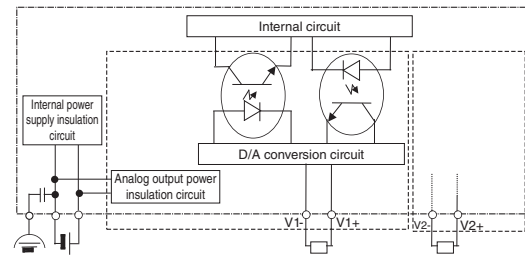 Internal circuit
Internal power
supply insulation
circuit
D/A conversion circuit
Analog output power
insulation circuit
V1-
V1+
V2-
V2+